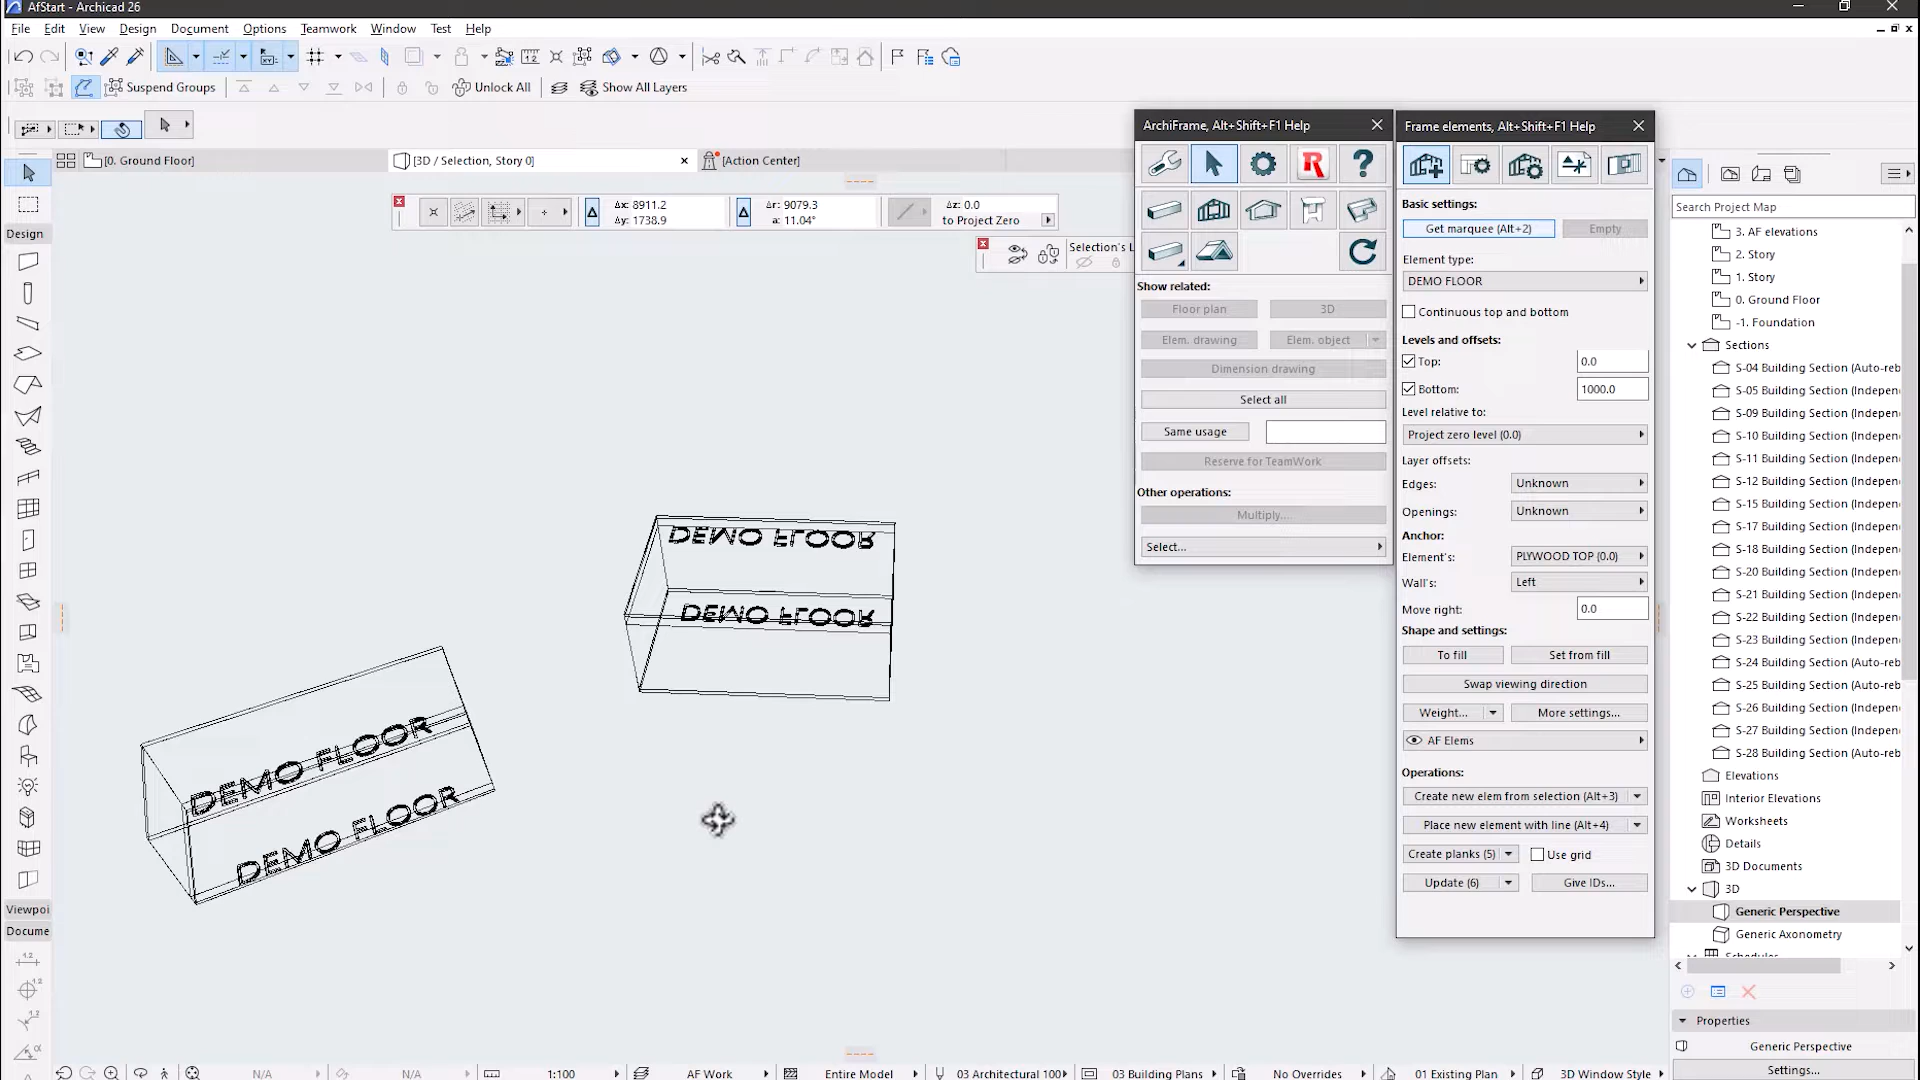 AfStart - Archicad 26
File Edit View Design Document Options Teamwork Window Test Help
Suspend Groups
Unlock All
Show All Layers
[0. Ground Floor]
[3D / Selection, Story 0]
[Action Center]
Design
Viewpoi
Docume
Δx: 8911.2
Δy: 1738.9
Δr: 9079.3
a: 11.04°
Δz: 0.0
to Project Zero
Selection's L
DEMO FLOOR
DEMO FLOOR
DEMO FLOOR
DEMO FLOOR
ArchiFrame, Alt+Shift+F1 Help
Show related:
Floor plan
3D
Elem. drawing
Elem. object
Dimension drawing
Select all
Same usage
Reserve for TeamWork
Other operations:
Multiply....
Select...
Frame elements, Alt+Shift+F1 Help
Basic settings:
Get marquee (Alt+2)
Empty
Element type:
DEMO FLOOR
Continuous top and bottom
Levels and offsets:
Top: 0.0
Bottom: 1000.0
Level relative to:
Project zero level (0.0)
Layer offsets:
Edges: Unknown
Openings: Unknown
Anchor:
Element's: PLYWOOD TOP (0.0)
Wall's: Left
Move right: 0.0
Shape and settings:
To fill
Set from fill
Swap viewing direction
Weight...
More settings...
AF Elems
Operations:
Create new elem from selection (Alt+3)
Place new element with line (Alt+4)
Create planks (5)
Use grid
Update (6)
Give IDs...
Search Project Map
3. AF elevations
2. Story
1. Story
0. Ground Floor
-1. Foundation
Sections
S-04 Building Section (Auto-reb
S-05 Building Section (Indepen
S-09 Building Section (Indepen
S-10 Building Section (Indepen
S-11 Building Section (Indepen
S-12 Building Section (Indepen
S-15 Building Section (Indepen
S-17 Building Section (Indepen
S-18 Building Section (Indepen
S-20 Building Section (Indepen
S-21 Building Section (Indepen
S-22 Building Section (Indepen
S-23 Building Section (Indepen
S-24 Building Section (Auto-reb
S-25 Building Section (Auto-reb
S-26 Building Section (Indepen
S-27 Building Section (Indepen
S-28 Building Section (Auto-reb
Elevations
Interior Elevations
Worksheets
Details
3D Documents
3D
Generic Perspective
Generic Axonometry
Schedules
Properties
Generic Perspective
Settings...
N/A
N/A
1:100
AF Work
Entire Model
03 Architectural 100
03 Building Plans
No Overrides
01 Existing Plan
3D Window Style